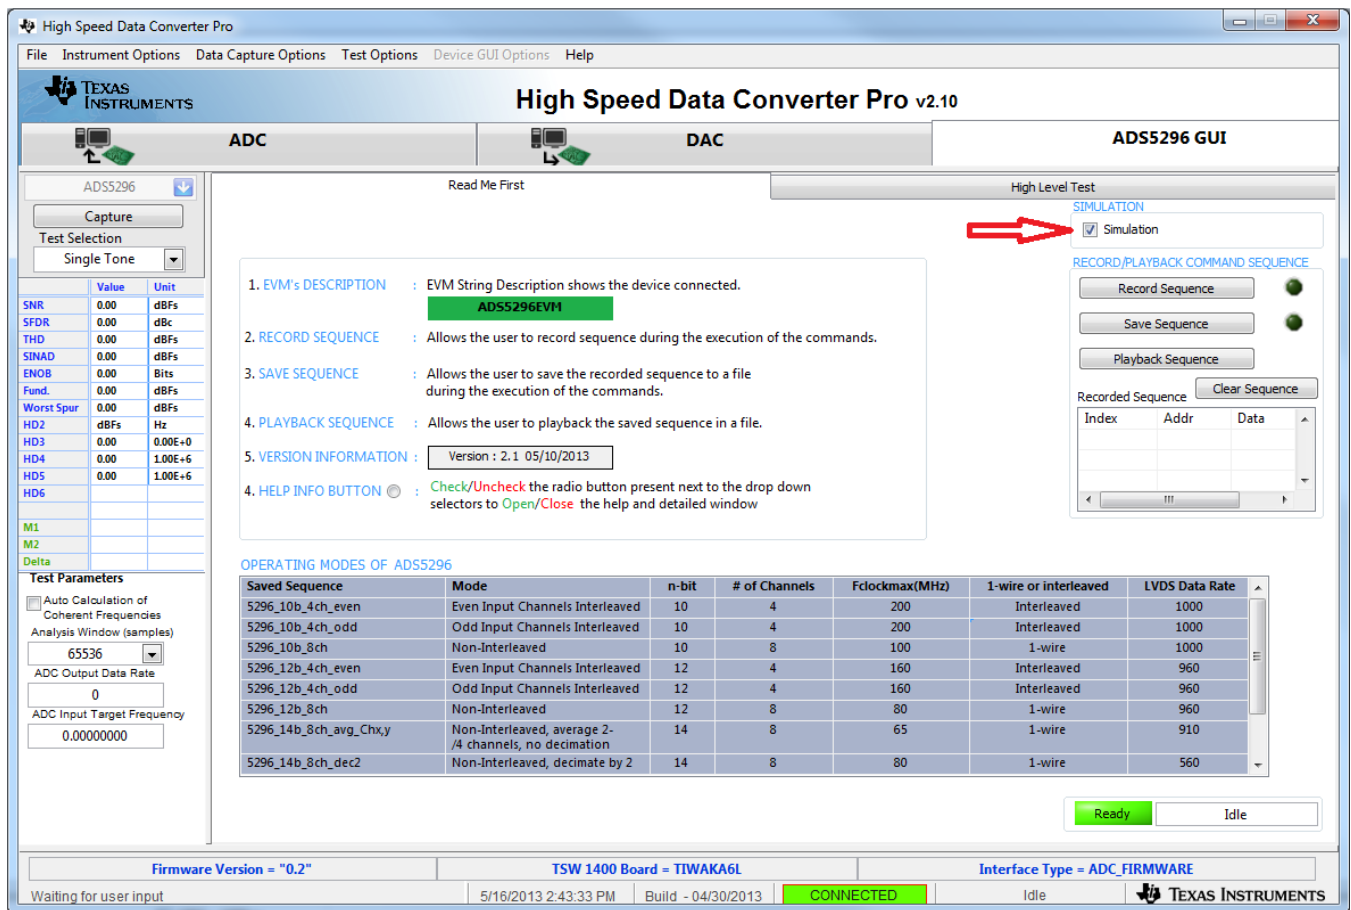 High Speed Data Converter Pro
File Instrument Options Data Capture Options Test Options Device GUI Options Help
TEXAS
INSTRUMENTS
High Speed Data Converter Pro v2.10
ADC
DAC
ADS5296 GUI
ADS5296
Capture
Test Selection
Single Tone
Value Unit
SNR 0.00 dBFs
SFDR 0.00 dBc
THD 0.00 dBFs
SINAD 0.00 dBFs
ENOB 0.00 Bits
Fund. 0.00 dBFs
Worst Spur 0.00 dBFs
HD2 dBFs Hz
HD3 0.00 0.00E+0
HD4 0.00 1.00E+6
HD5 0.00 1.00E+6
HD6
M1
M2
Delta
Test Parameters
Auto Calculation of
Coherent Frequencies
Analysis Window (samples)
65536
ADC Output Data Rate
0
ADC Input Target Frequency
0.00000000
Read Me First
High Level Test
SIMULATION
Simulation
RECORD/PLAYBACK COMMAND SEQUENCE
Record Sequence
Save Sequence
Playback Sequence
Recorded Sequence Clear Sequence
Index Addr Data
1. EVM's DESCRIPTION : EVM String Description shows the device connected.
ADS5296EVM
2. RECORD SEQUENCE : Allows the user to record sequence during the execution of the commands.
3. SAVE SEQUENCE : Allows the user to save the recorded sequence to a file
during the execution of the commands.
4. PLAYBACK SEQUENCE : Allows the user to playback the saved sequence in a file.
5. VERSION INFORMATION : Version : 2.1 05/10/2013
4. HELP INFO BUTTON : Check/Uncheck the radio button present next to the drop down
selectors to Open/Close the help and detailed window
OPERATING MODES OF ADS5296
Saved Sequence Mode n-bit # of Channels Fclockmax(MHz) 1-wire or interleaved LVDS Data Rate
5296_10b_4ch_even Even Input Channels Interleaved 10 4 200 Interleaved 1000
5296_10b_4ch_odd Odd Input Channels Interleaved 10 4 200 Interleaved 1000
5296_10b_8ch Non-Interleaved 10 8 100 1-wire 1000
5296_12b_4ch_even Even Input Channels Interleaved 12 4 160 Interleaved 960
5296_12b_4ch_odd Odd Input Channels Interleaved 12 4 160 Interleaved 960
5296_12b_8ch Non-Interleaved 12 8 80 1-wire 960
5296_14b_8ch_avg_Chx,y Non-Interleaved, average 2- 14 8 65 1-wire 910
/4 channels, no decimation
5296_14b_8ch_dec2 Non-Interleaved, decimate by 2 14 8 80 1-wire 560
Ready Idle
Firmware Version = "0.2" TSW 1400 Board = TIWAKA6L Interface Type = ADC_FIRMWARE
Waiting for user input 5/16/2013 2:43:33 PM Build - 04/30/2013 CONNECTED Idle TEXAS INSTRUMENTS